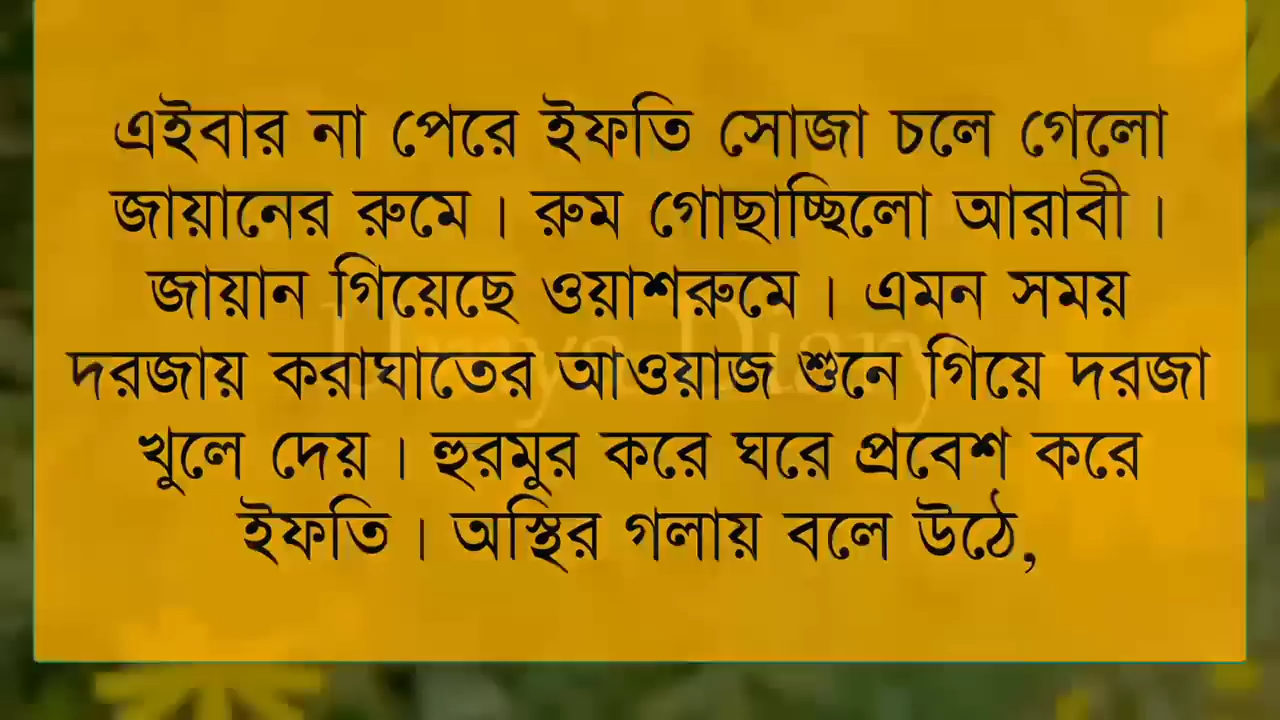 এইবার না পেরে ইফতি সোজা চলে গেলো
জায়ানের রুমে। রুম গোছাচ্ছিলো আরাবী।
জায়ান গিয়েছে ওয়াশরুমে। এমন সময়
দরজায় করাঘাতের আওয়াজ শুনে গিয়ে দরজা
খুলে দেয়। হুরমুর করে ঘরে প্রবেশ করে
ইফতি। অস্থির গলায় বলে উঠে,